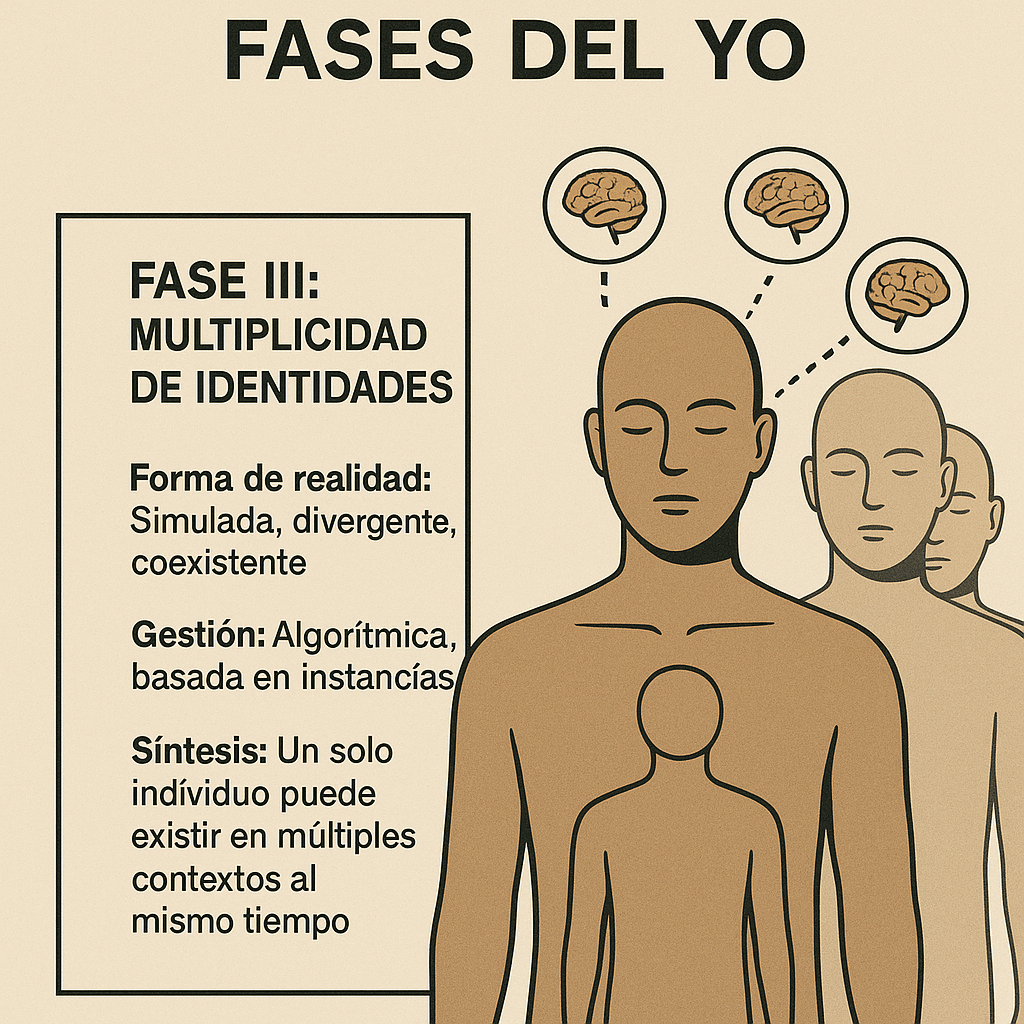 FASES DEL YO
FASE III:
MULTIPLICIDAD
DE IDENTIDADES
Forma de realidad:
Simulada, divergente,
coexistente
Gestión: Algorítmica,
basada en instancías
Síntesis: Un solo
indíviduo puede
existir en múltiples
contextos al
mismo tiempo